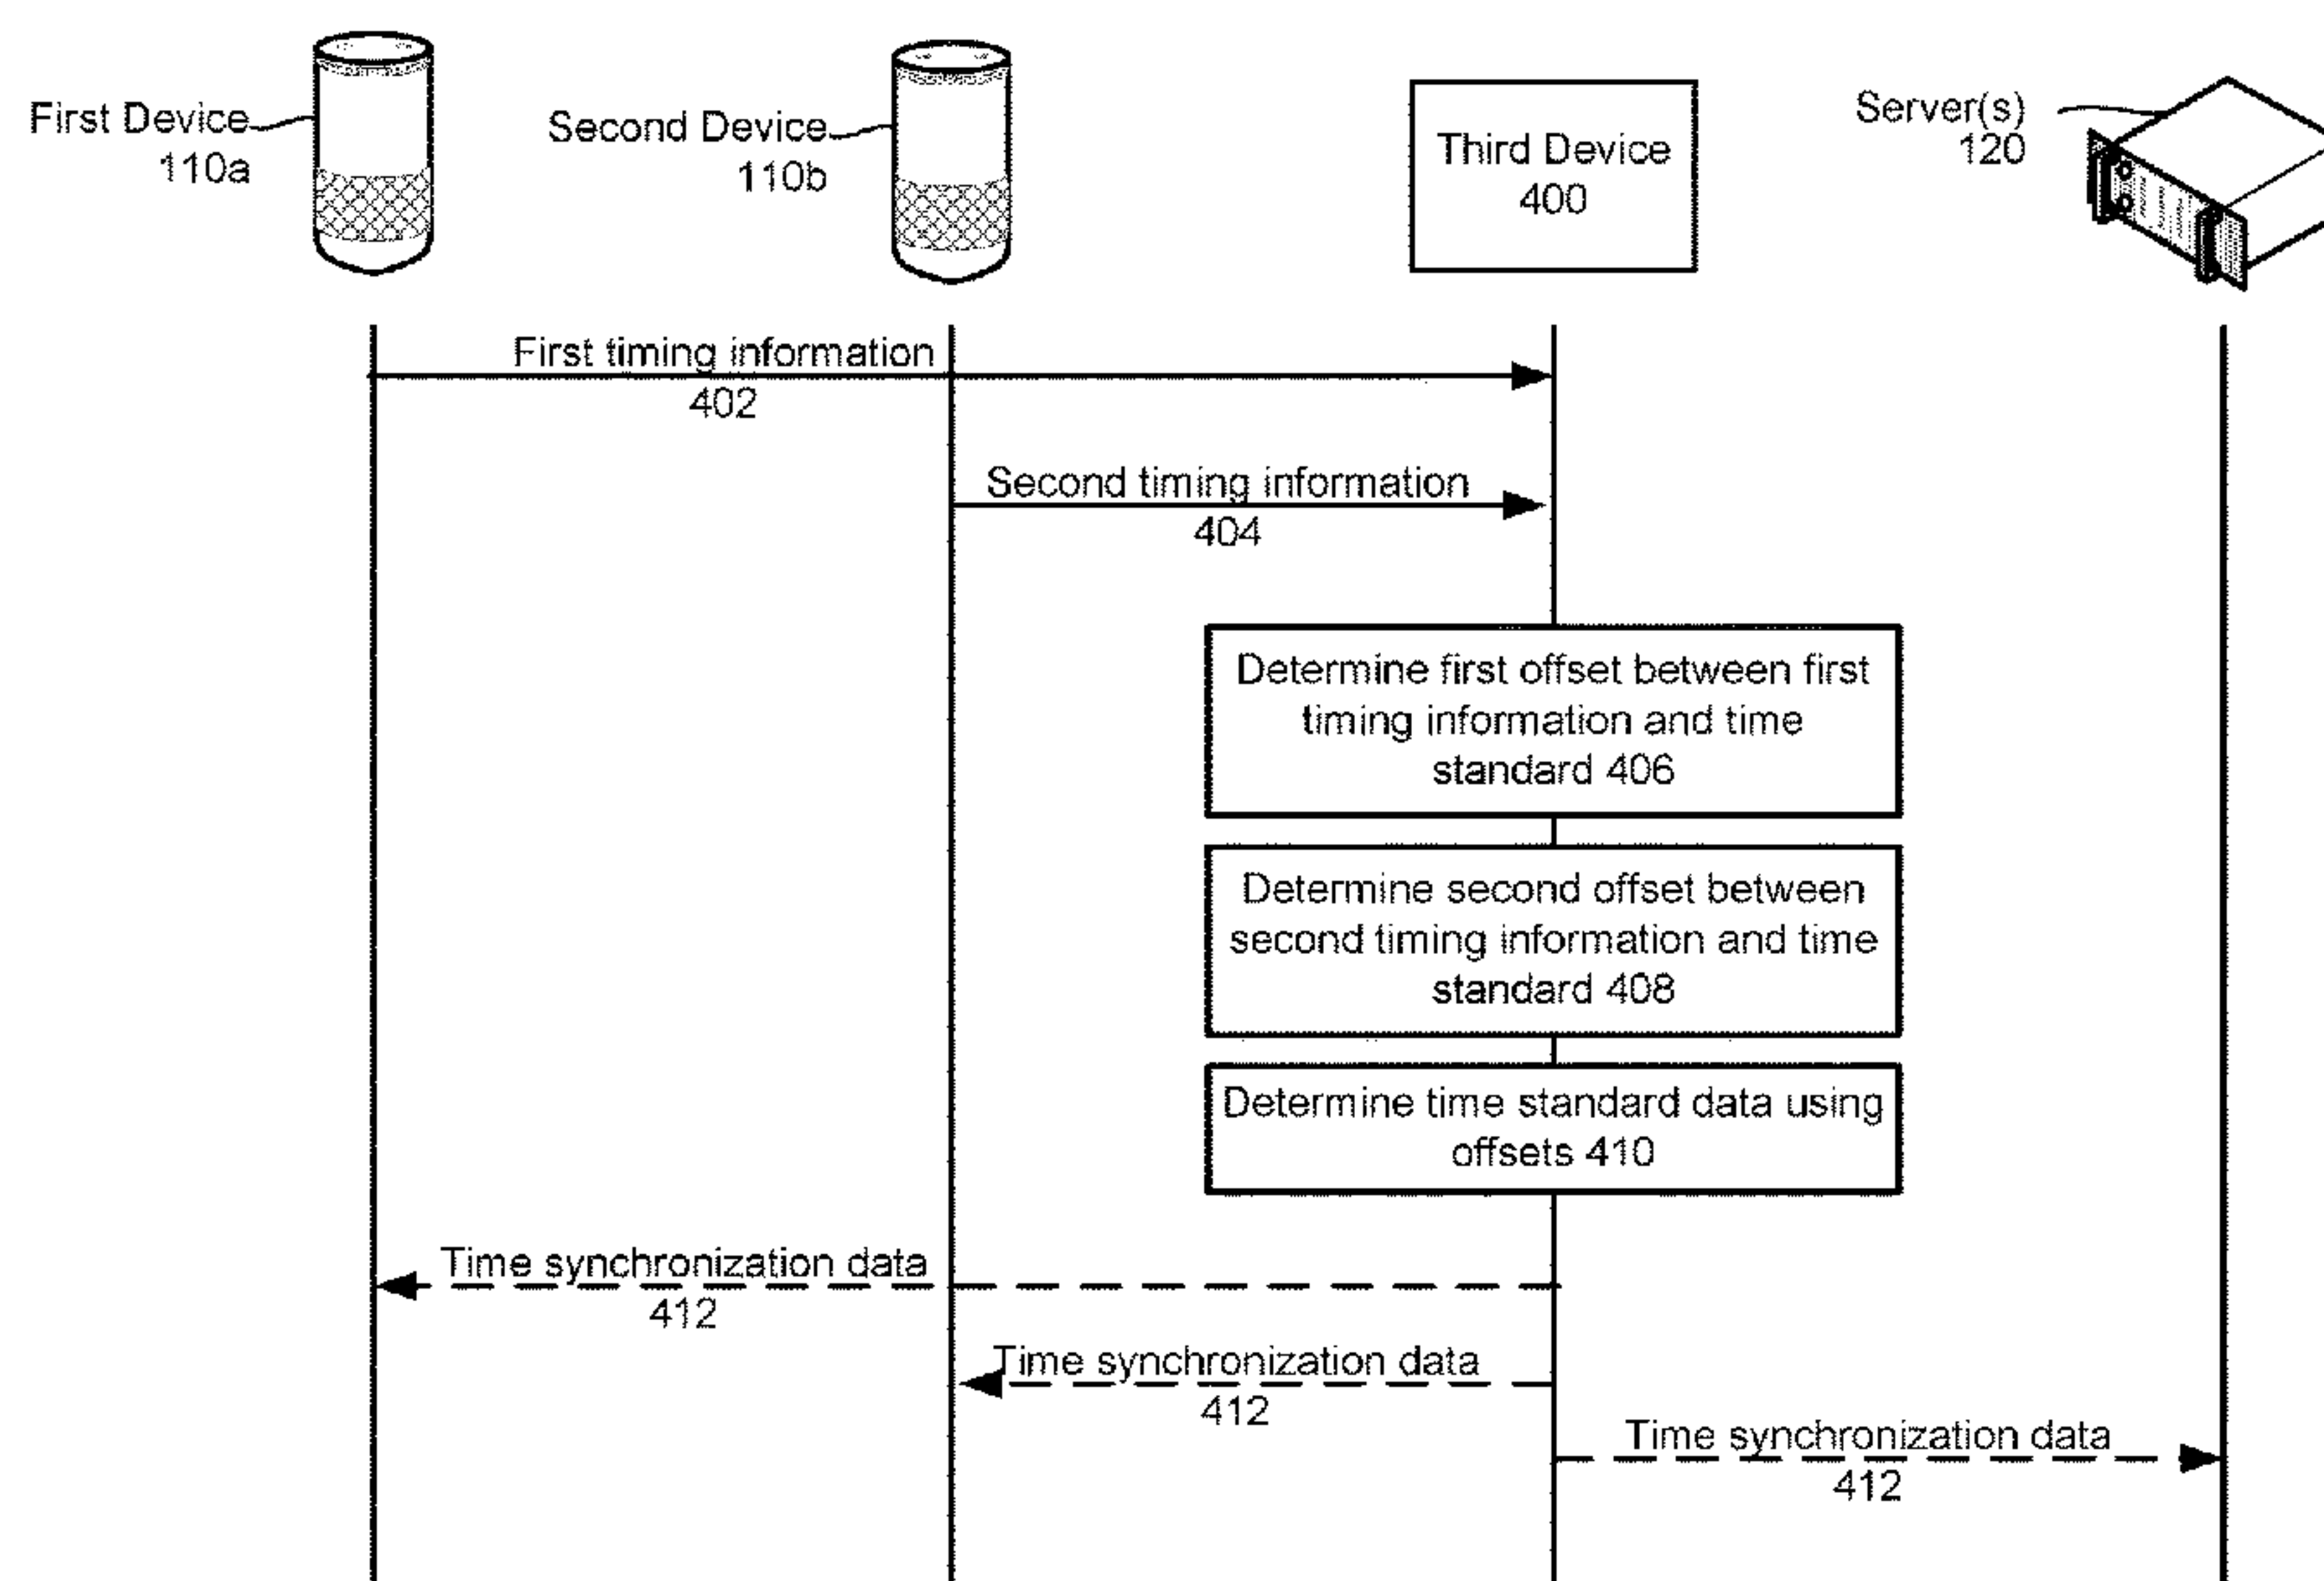 First Device
110a
Second Device
110b
Third Device
400
Server(s)
120
First timing information
402
Second timing information
404
Determine first offset between first
timing information and time
standard 406
Determine second offset between
second timing information and time
standard 408
Determine time standard data using
offsets 410
Time synchronization data
412
Time synchronization data
412
Time synchronization data
412